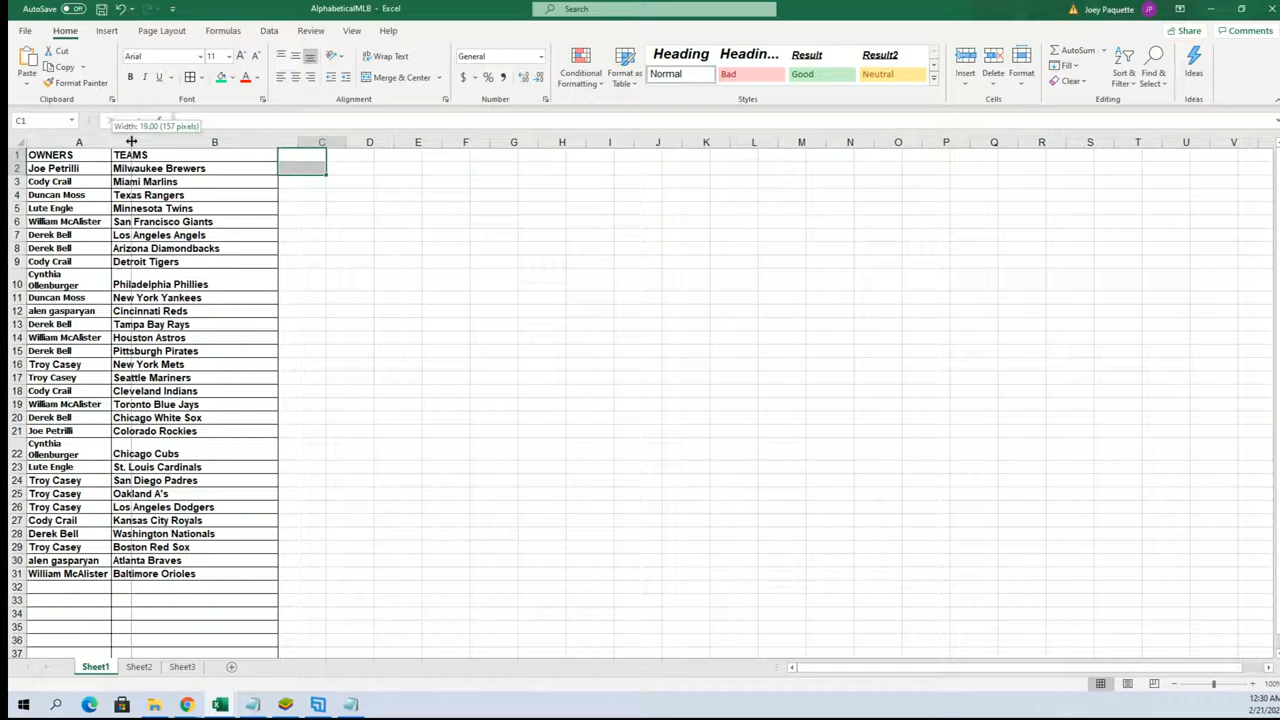 AutoSave Off AlphabeticalMLB - Excel Search Joey Paquette JP
File Home Insert Page Layout Formulas Data Review View Help Share Comments
Cut Arial 11 Wrap Text General Heading Headin... Result Result2 AutoSum
Copy Fill
Paste Format Painter Merge & Center Conditional Formatting Format as Table Normal Bad Good Neutral Insert Delete Format Clear Sort & Filter Find & Select Ideas
Clipboard Font Alignment Number Styles Cells Editing Ideas
C1
Width: 19.00 (157 pixels)
A B C D E F G H I J K L M N O P Q R S T U V
1 OWNERS TEAMS
2 Joe Petrilli Milwaukee Brewers
3 Cody Crail Miami Marlins
4 Duncan Moss Texas Rangers
5 Lute Engle Minnesota Twins
6 William McAlister San Francisco Giants
7 Derek Bell Los Angeles Angels
8 Derek Bell Arizona Diamondbacks
9 Cody Crail Detroit Tigers
Cynthia
10 Ollenburger Philadelphia Phillies
11 Duncan Moss New York Yankees
12 alen gasparyan Cincinnati Reds
13 Derek Bell Tampa Bay Rays
14 William McAlister Houston Astros
15 Derek Bell Pittsburgh Pirates
16 Troy Casey New York Mets
17 Troy Casey Seattle Mariners
18 Cody Crail Cleveland Indians
19 William McAlister Toronto Blue Jays
20 Derek Bell Chicago White Sox
21 Joe Petrilli Colorado Rockies
Cynthia
22 Ollenburger Chicago Cubs
23 Lute Engle St. Louis Cardinals
24 Troy Casey San Diego Padres
25 Troy Casey Oakland A's
26 Troy Casey Los Angeles Dodgers
27 Cody Crail Kansas City Royals
28 Derek Bell Washington Nationals
29 Troy Casey Boston Red Sox
30 alen gasparyan Atlanta Braves
31 William McAlister Baltimore Orioles
32
33
34
35
36
37
Sheet1 Sheet2 Sheet3
100%
12:30 AM
2/21/202